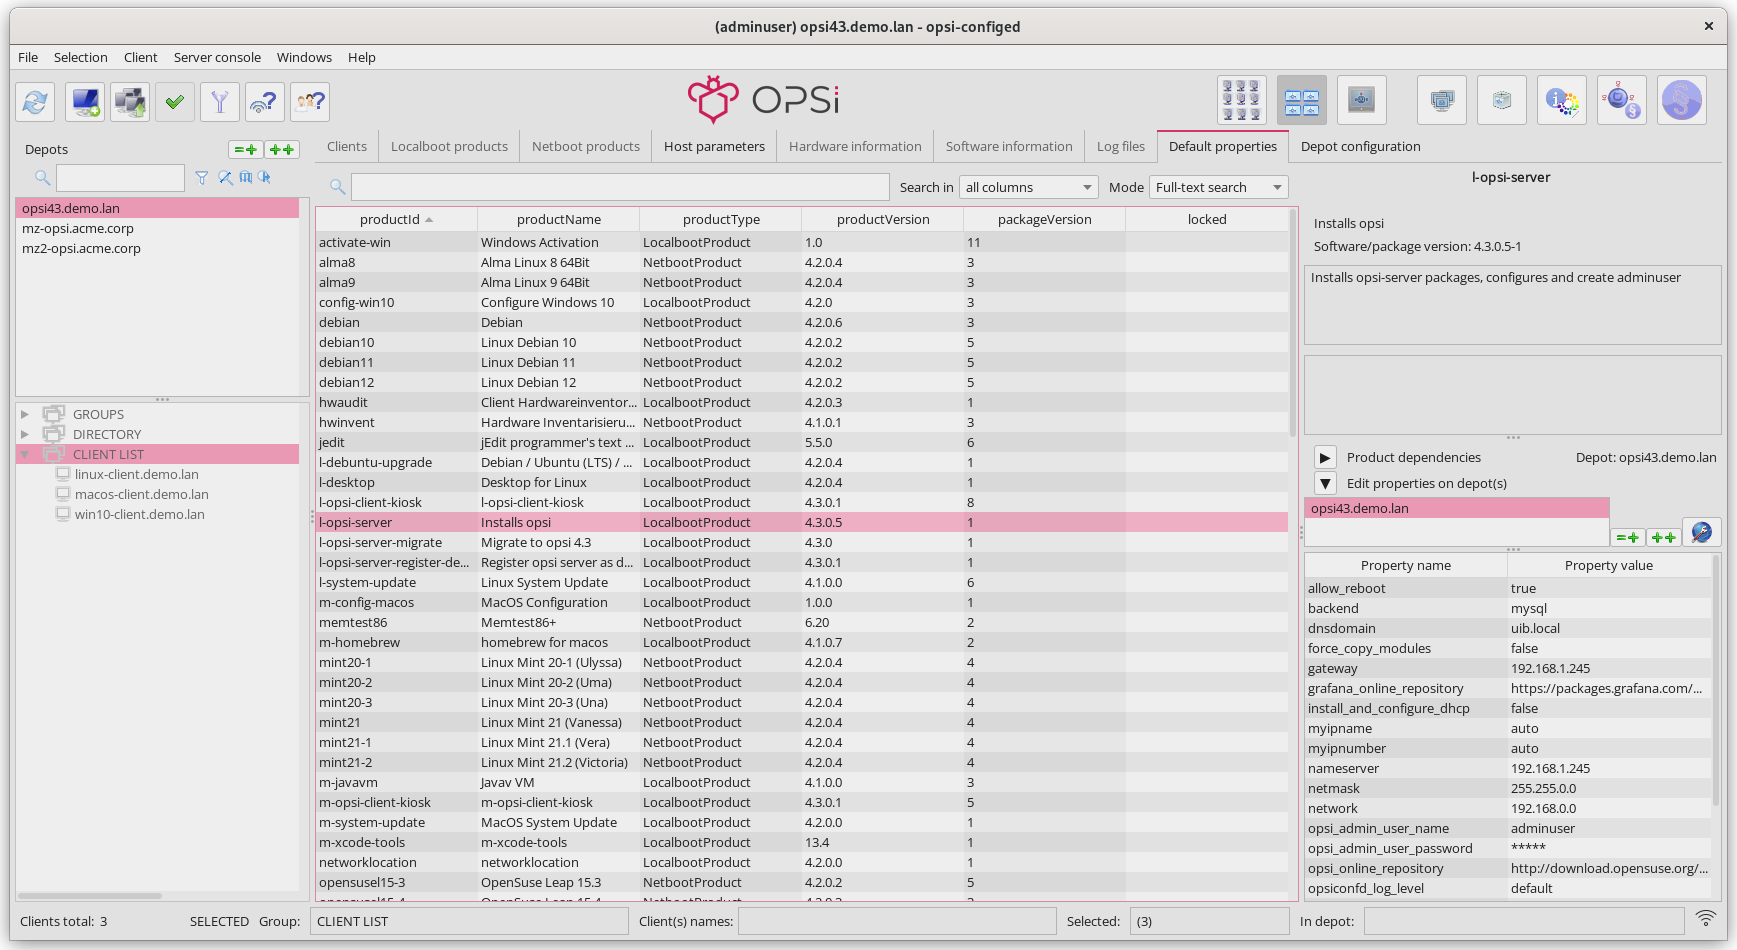 (adminuser) opsi43.demo.lan - opsi-configed
File Selection Client Server console Windows Help
OPSi
Depots
opsi43.demo.lan
mz-opsi.acme.corp
mz2-opsi.acme.corp
GROUPS
DIRECTORY
CLIENT LIST
linux-client.demo.lan
macos-client.demo.lan
win10-client.demo.lan
Clients Localboot products Netboot products Host parameters Hardware information Software information Log files Default properties Depot configuration
Search in all columns Mode Full-text search
productId productName productType productVersion packageVersion locked
activate-win Windows Activation LocalbootProduct 1.0 11
alma8 Alma Linux 8 64Bit NetbootProduct 4.2.0.4 3
alma9 Alma Linux 9 64Bit NetbootProduct 4.2.0.4 3
config-win10 Configure Windows 10 LocalbootProduct 4.2.0 3
debian Debian NetbootProduct 4.2.0.6 3
debian10 Linux Debian 10 NetbootProduct 4.2.0.2 5
debian11 Linux Debian 11 NetbootProduct 4.2.0.2 5
debian12 Linux Debian 12 NetbootProduct 4.2.0.2 5
hwaudit Client Hardwareinventor... LocalbootProduct 4.2.0.3 1
hwinvent Hardware Inventarisieru... NetbootProduct 4.1.0.1 3
jedit jEdit programmer's text ... LocalbootProduct 5.5.0 6
l-debuntu-upgrade Debian / Ubuntu (LTS) / ... LocalbootProduct 4.2.0.4 1
l-desktop Desktop for Linux LocalbootProduct 4.2.0.4 1
l-opsi-client-kiosk l-opsi-client-kiosk LocalbootProduct 4.3.0.1 8
l-opsi-server Installs opsi LocalbootProduct 4.3.0.5 1
l-opsi-server-migrate Migrate to opsi 4.3 LocalbootProduct 4.3.0 1
l-opsi-server-register-de... Register opsi server as d... LocalbootProduct 4.3.0.1 1
l-system-update Linux System Update LocalbootProduct 4.1.0.0 6
m-config-macos MacOS Configuration LocalbootProduct 1.0.0 1
memtest86 Memtest86+ NetbootProduct 6.20 2
m-homebrew homebrew for macos LocalbootProduct 4.1.0.7 2
mint20-1 Linux Mint 20-1 (Ulyssa) NetbootProduct 4.2.0.4 4
mint20-2 Linux Mint 20-2 (Uma) NetbootProduct 4.2.0.4 4
mint20-3 Linux Mint 20-3 (Una) NetbootProduct 4.2.0.4 4
mint21 Linux Mint 21 (Vanessa) NetbootProduct 4.2.0.4 4
mint21-1 Linux Mint 21.1 (Vera) NetbootProduct 4.2.0.4 4
mint21-2 Linux Mint 21.2 (Victoria) NetbootProduct 4.2.0.4 4
m-javavm Javav VM LocalbootProduct 4.1.0.0 3
m-opsi-client-kiosk m-opsi-client-kiosk LocalbootProduct 4.3.0.1 5
m-system-update MacOS System Update LocalbootProduct 4.2.0.0 1
m-xcode-tools m-xcode-tools LocalbootProduct 13.4 1
networklocation networklocation LocalbootProduct 4.2.0.0 1
opensusel15-3 OpenSuse Leap 15.3 NetbootProduct 4.2.0.2 5
l-opsi-server
Installs opsi
Software/package version: 4.3.0.5-1
Installs opsi-server packages, configures and create adminuser
Product dependencies Depot: opsi43.demo.lan
Edit properties on depot(s)
opsi43.demo.lan
Property name Property value
allow_reboot true
backend mysql
dnsdomain uib.local
force_copy_modules false
gateway 192.168.1.245
grafana_online_repository https://packages.grafana.com/...
install_and_configure_dhcp false
myipname auto
myipnumber auto
nameserver 192.168.1.245
netmask 255.255.0.0
network 192.168.0.0
opsi_admin_user_name adminuser
opsi_admin_user_password *****
opsi_online_repository http://download.opensuse.org/...
opsiconfd_log_level default
Clients total: 3 SELECTED Group: CLIENT LIST Client(s) names: Selected: (3) In depot: